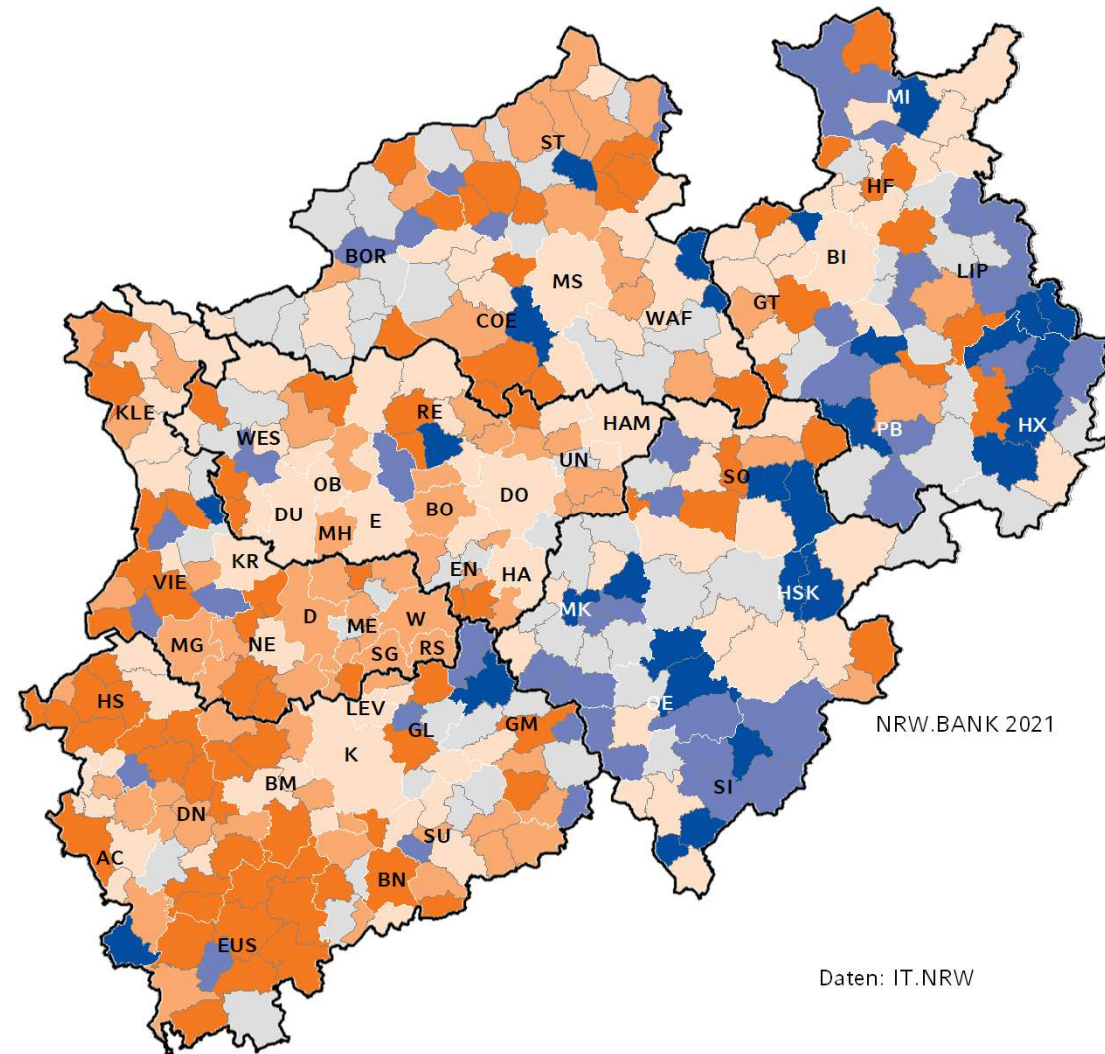 MI
ST
HF
BOR
BI
LIP
MS
GT
COE
WAF
KLE
RE
HAM
PB
HX
WES
UN
SO
OB
DO
DU
E
BO
MH
KR
EN
HA
HSK
VIE
MK
D
ME
W
MG
NE
SG
RS
HS
OE
LEV
GL
GM
NRW.BANK 2021
K
BM
SI
DN
SU
AC
BN
EUS
Daten: IT.NRW